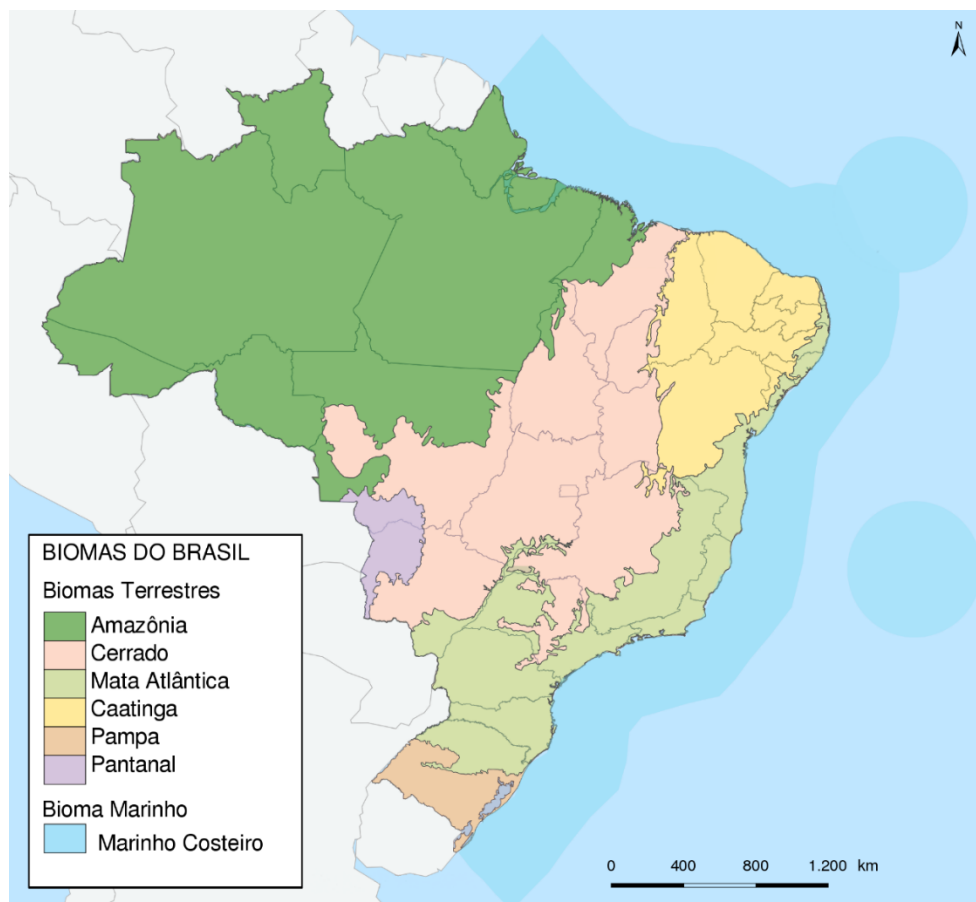 N
BIOMAS DO BRASIL
Biomas Terrestres
Amazônia
Cerrado
Mata Atlântica
Caatinga
Pampa
Pantanal
Bioma Marinho
Marinho Costeiro
0 400 800 1.200 km